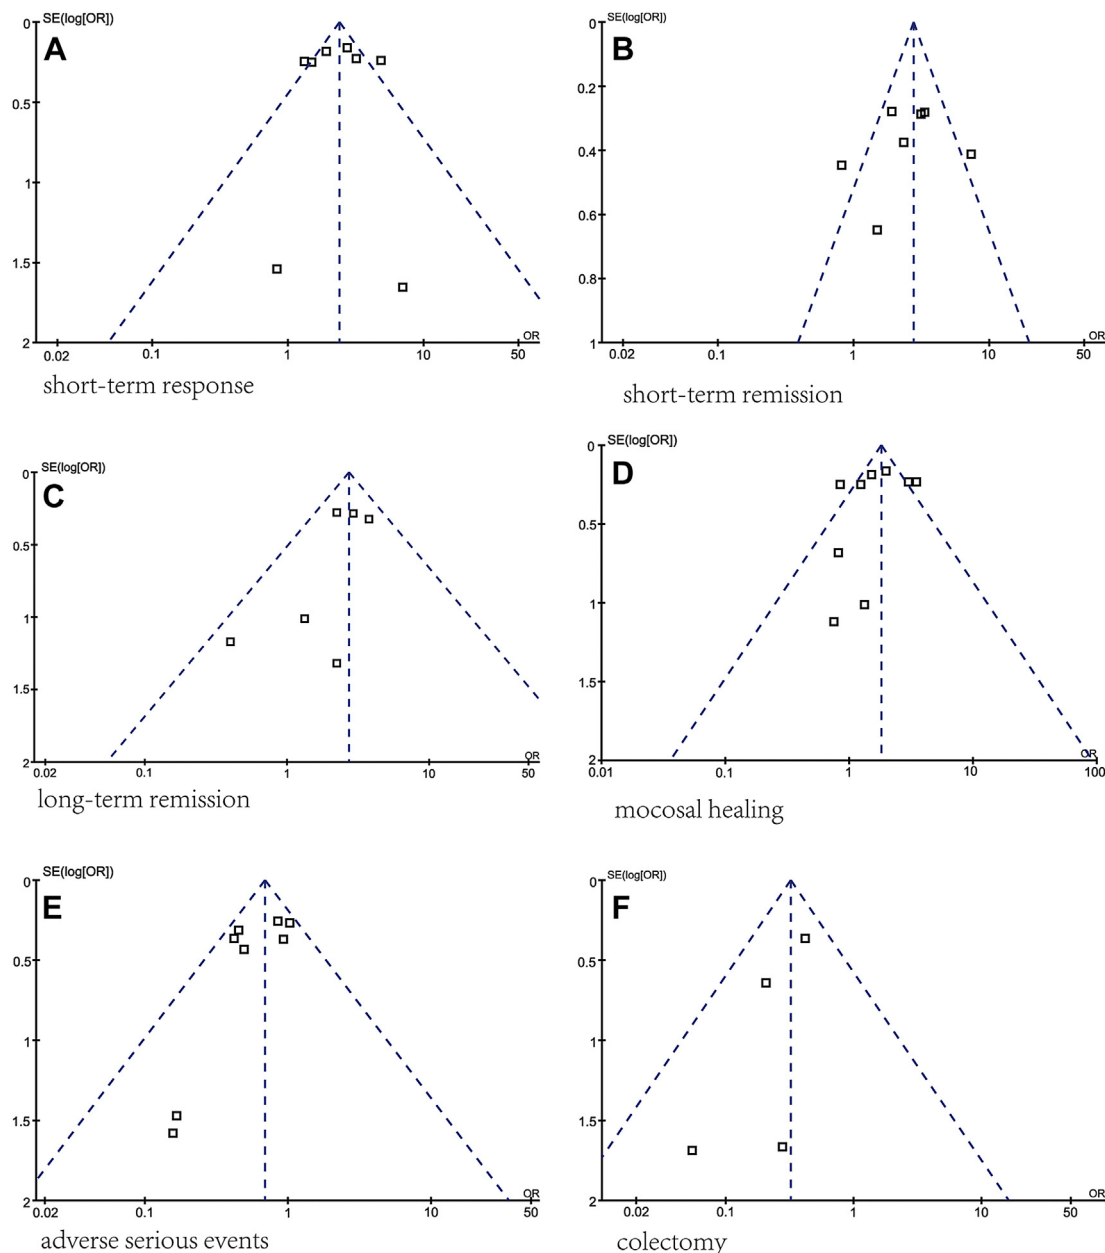 SE(log[OR])
A
0
0.5
1
1.5
2
0.02
0.1
1
10
50
OR
short-term response
SE(log[OR])
B
0
0.2
0.4
0.6
0.8
1
0.02
0.1
1
10
50
OR
short-term remission
SE(log[OR])
C
0
0.5
1
1.5
2
0.02
0.1
1
10
50
OR
long-term remission
SE(log[OR])
D
0
0.5
1
1.5
2
0.01
0.1
1
10
100
OR
mocosal healing
SE(log[OR])
E
0
0.5
1
1.5
2
0.02
0.1
1
10
50
OR
adverse serious events
SE(log[OR])
F
0
0.5
1
1.5
2
0.02
0.1
1
10
50
OR
colectomy